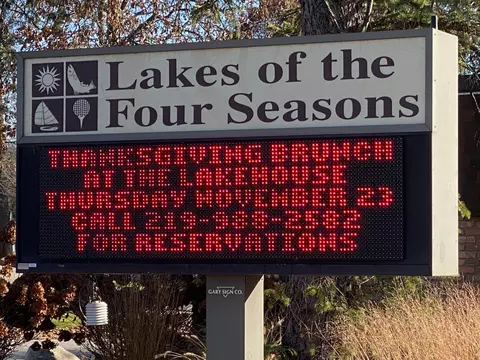 Lakes of the
Four Seasons
THANKSGIVING BRUNCH
AT THE LAKEHOUSE
THURSDAY NOVEMBER 23
CALL 219-988-2582
FOR RESERVATIONS
GARY SIGN CO.